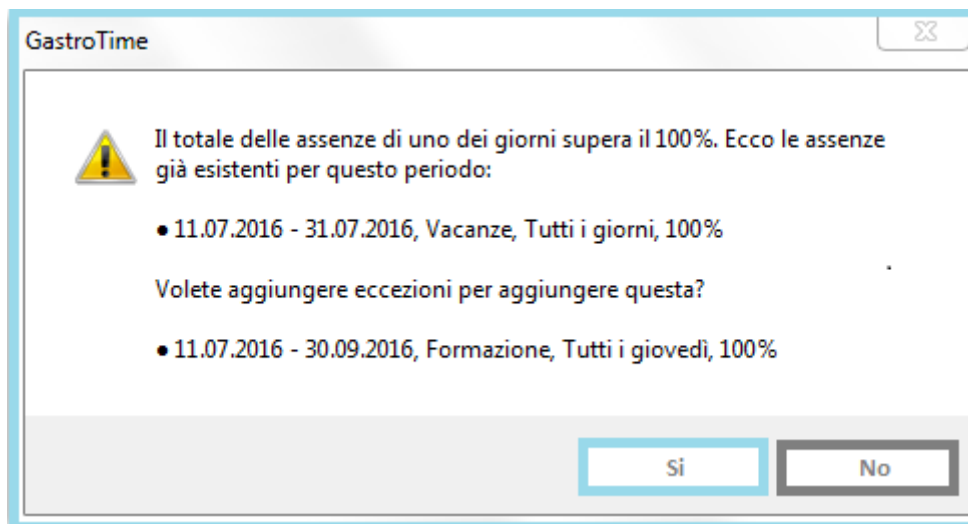 GastroTime
Il totale delle assenze di uno dei giorni supera il 100%. Ecco le assenze
già esistenti per questo periodo:
● 11.07.2016 - 31.07.2016, Vacanze, Tutti i giorni, 100%
.
Volete aggiungere eccezioni per aggiungere questa?
● 11.07.2016 - 30.09.2016, Formazione, Tutti i giovedì, 100%
Si
No